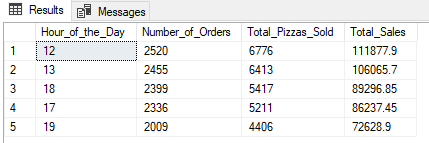 Results Messages
Hour_of_the_Day Number_of_Orders Total_Pizzas_Sold Total_Sales
1 12 2520 6776 111877.9
2 13 2455 6413 106065.7
3 18 2399 5417 89296.85
4 17 2336 5211 86237.45
5 19 2009 4406 72628.9